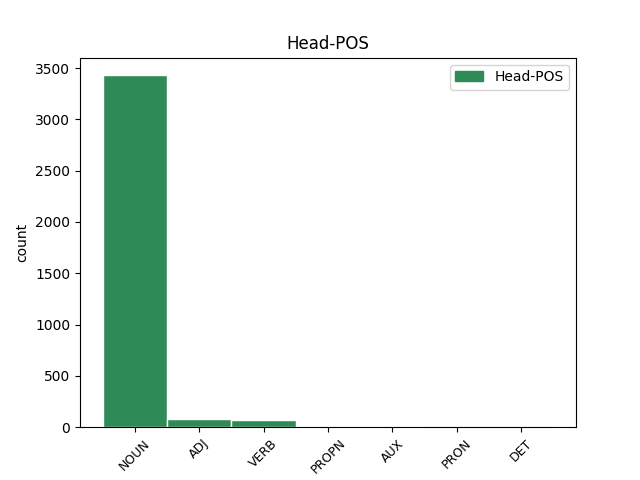 Head-POS
3500
3000
2500
2000
1500
1000
500
0
count
Head-POS
NOUN
ADJ
VERB
PROPN
AUX
PRON
DET